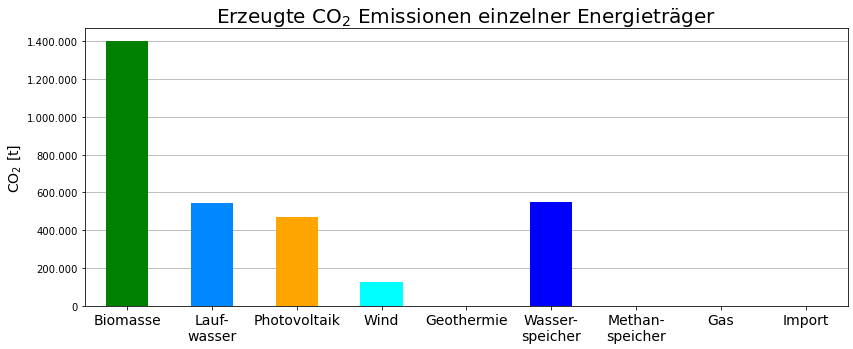 Erzeugte CO₂ Emissionen einzelner Energieträger
CO₂ [t]
1.400.000
1.200.000
1.000.000
800.000
600.000
400.000
200.000
0
Biomasse
Lauf-
wasser
Photovoltaik
Wind
Geothermie
Wasser-
speicher
Methan-
speicher
Gas
Import